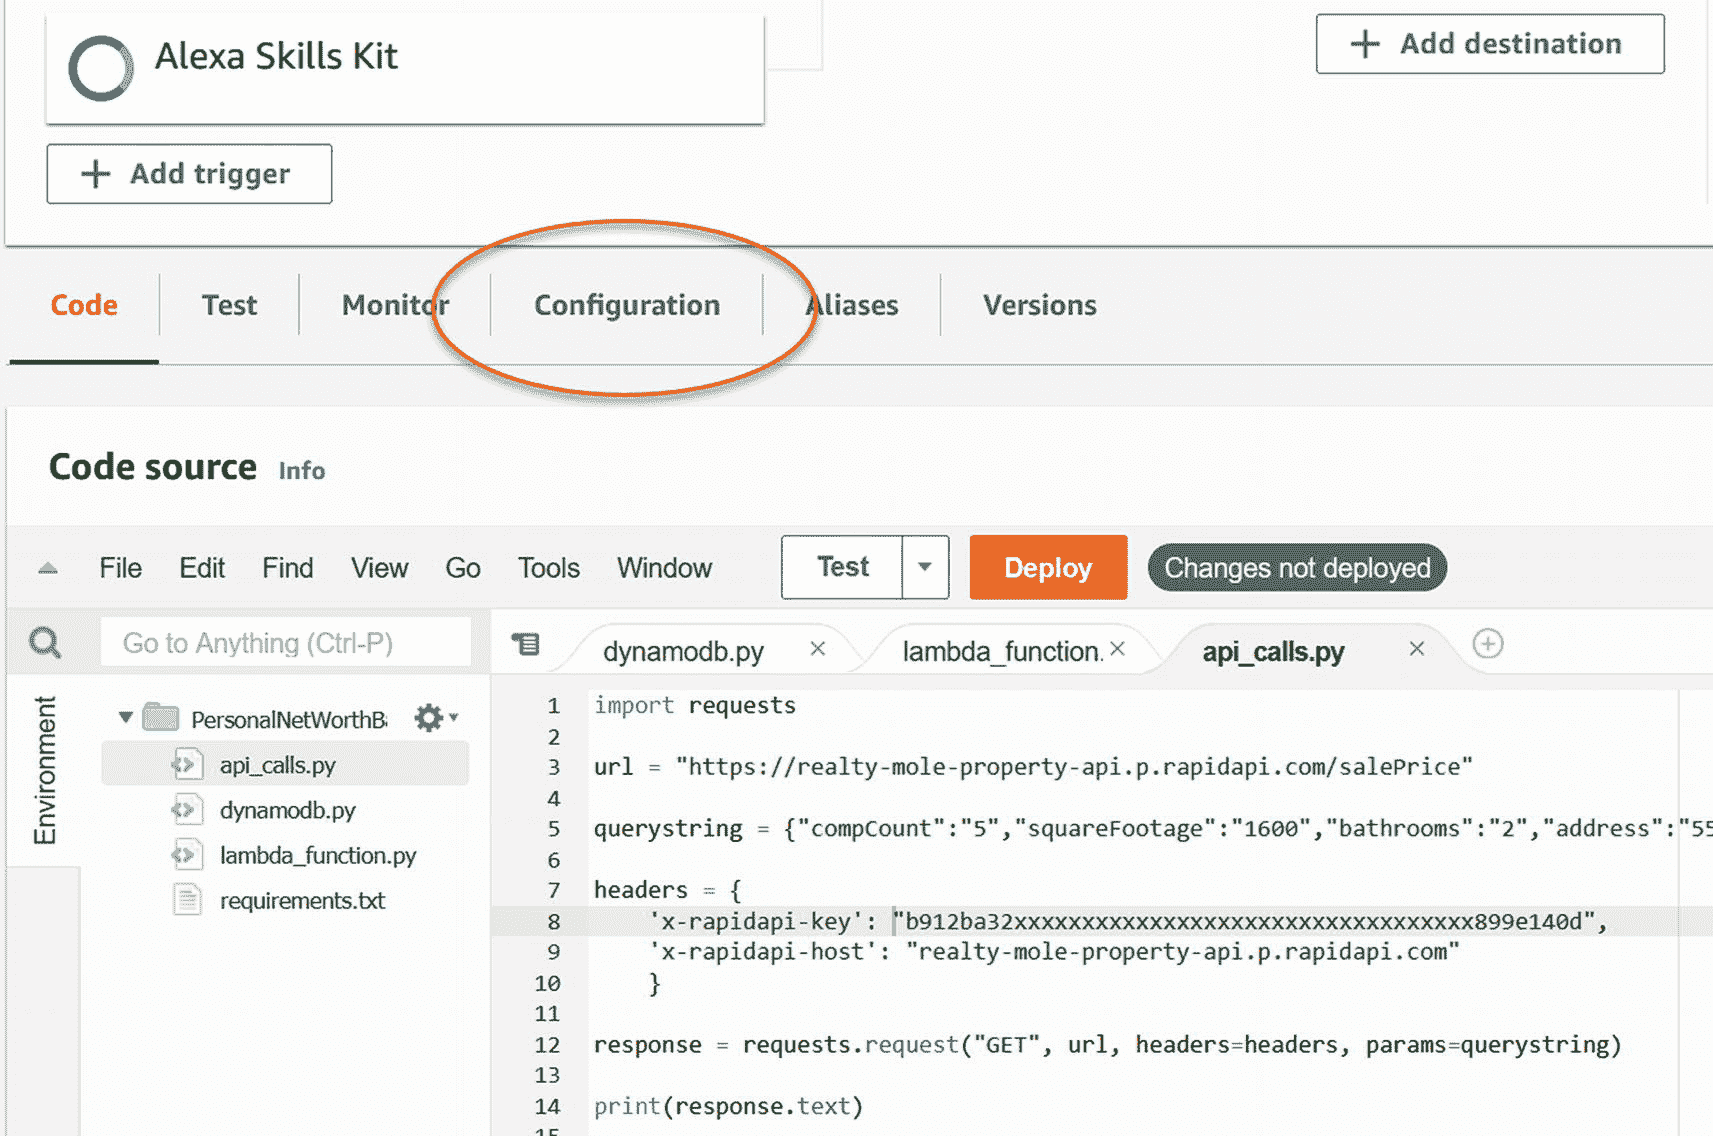 Alexa Skills Kit
+ Add destination
+ Add trigger
Code Test Monitor Configuration Aliases Versions
Code source Info
File Edit Find View Go Tools Window Test Deploy Changes not deployed
Go to Anything (Ctrl-P)
dynamodb.py × lambda_function. × api_calls.py ×
Environment
PersonalNetWorthB
api_calls.py
dynamodb.py
lambda_function.py
requirements.txt
1 import requests
2
3 url = "https://realty-mole-property-api.p.rapidapi.com/salePrice"
4
5 querystring = {"compCount":"5","squareFootage":"1600","bathrooms":"2","address":"55
6
7 headers = {
8 'x-rapidapi-key': "b912ba32xxxxxxxxxxxxxxxxxxxxxxxxxxxxxxxxxx899e140d",
9 'x-rapidapi-host': "realty-mole-property-api.p.rapidapi.com"
10 }
11
12 response = requests.request("GET", url, headers=headers, params=querystring)
13
14 print(response.text)
15